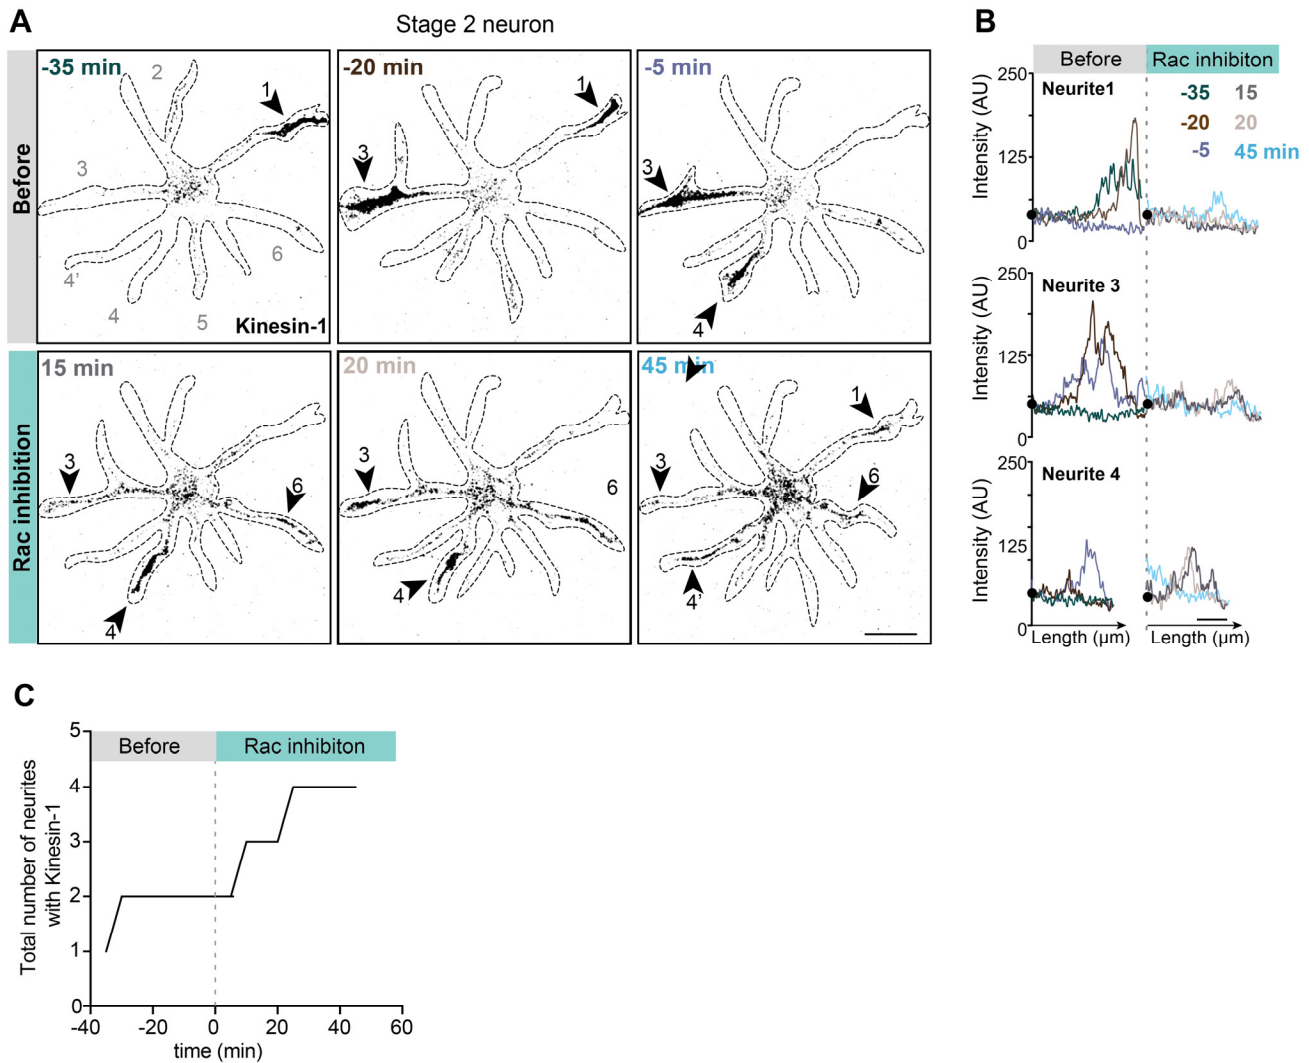 A
Stage 2 neuron
Before
-35 min
2
1
3
6
4'
4
5
Kinesin-1
-20 min
1
3
-5 min
3
4
Rac inhibition
15 min
3
6
4
20 min
3
6
4
45 min
1
3
6
4'
B
Before
Rac inhibiton
250
Neurite1
-35 15
-20 20
-5 45 min
125
0
Intensity (AU)
250
Neurite 3
125
0
Intensity (AU)
250
Neurite 4
125
0
Intensity (AU)
Length (µm)
Length (µm)
C
Before
Rac inhibiton
5
4
3
2
1
0
Total number of neurites
with Kinesin-1
-40 -20 0 20 40 60
time (min)